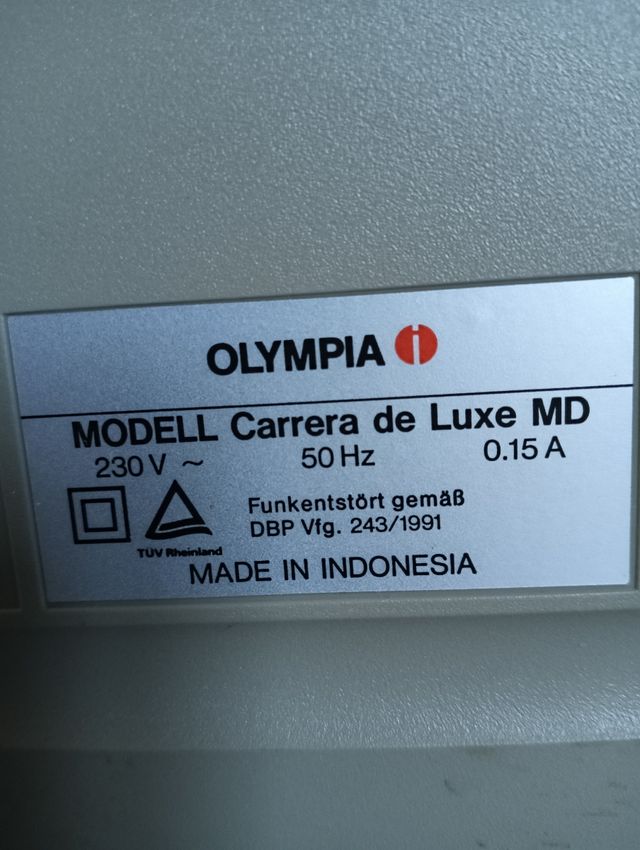 OLYMPIA i
MODELL Carrera de Luxe MD
230 V ~ 50 Hz 0.15 A
Funkentstört gemäß
DBP Vfg. 243/1991
TÜV Rheinland
MADE IN INDONESIA